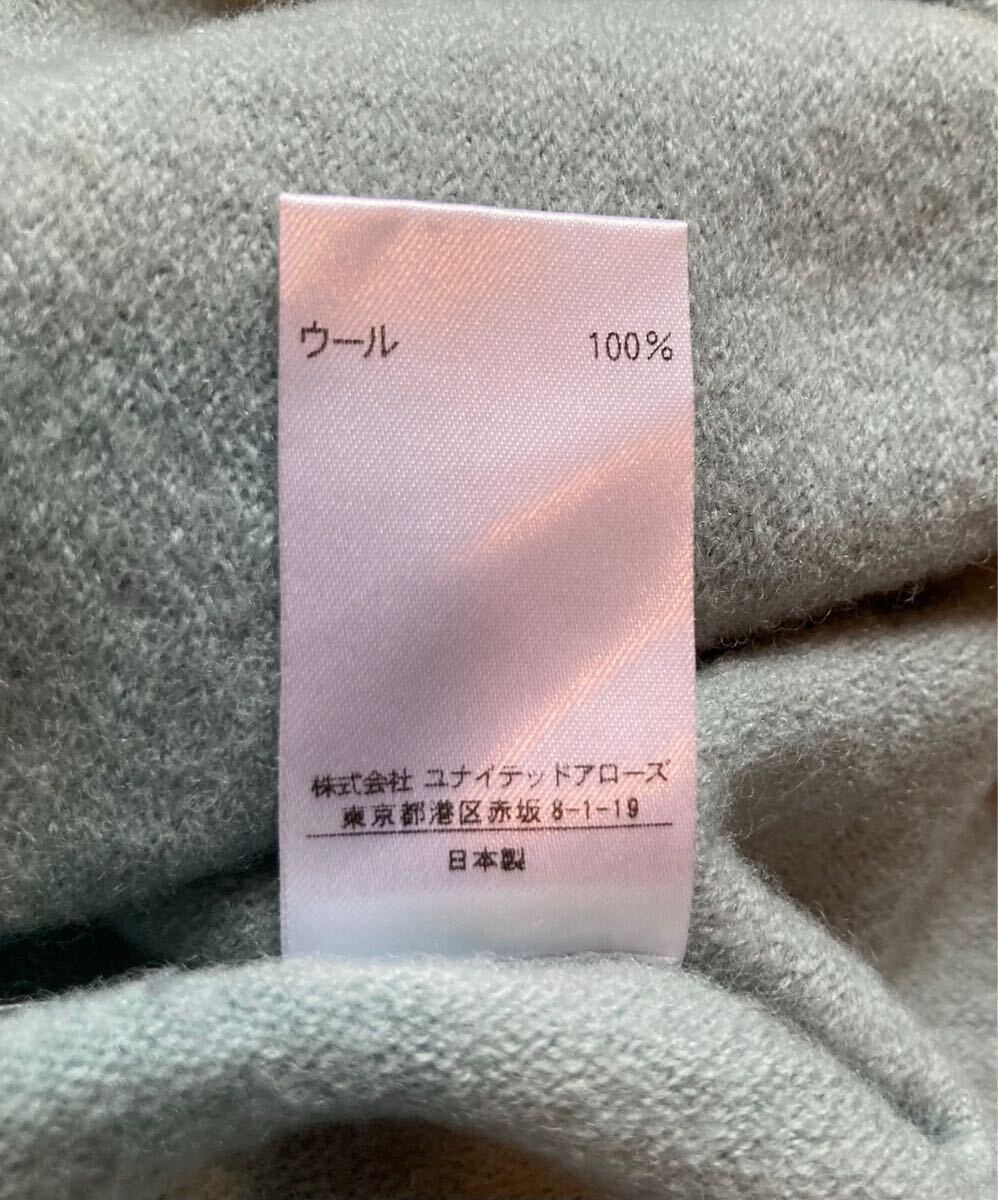 ウール 100%
株式会社 ユナイテッドアローズ
東京都港区赤坂 8-1-19
日本製